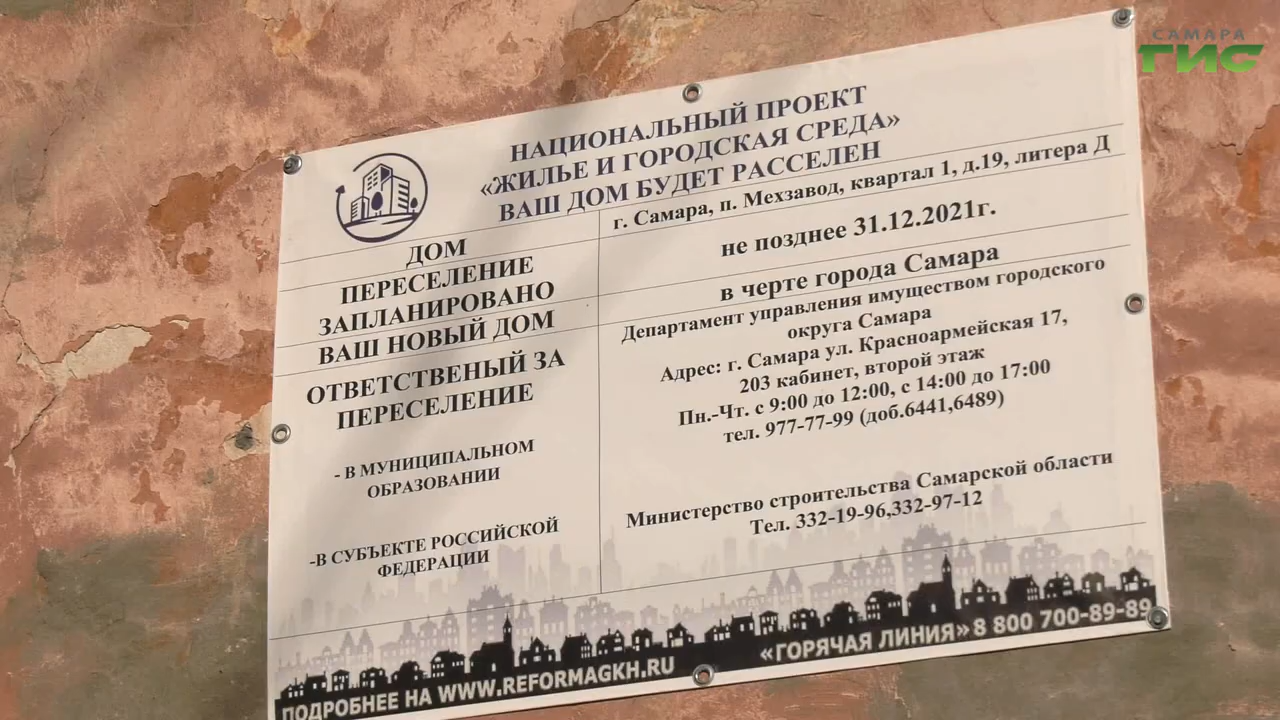 САМАРА
ГИС
НАЦИОНАЛЬНЫЙ ПРОЕКТ
«ЖИЛЬЕ И ГОРОДСКАЯ СРЕДА»
ВАШ ДОМ БУДЕТ РАССЕЛЕН
ДОМ
г. Самара, п. Мехзавод, квартал 1, д.19, литера Д
ПЕРЕСЕЛЕНИЕ
ЗАПЛАНИРОВАНО
не позднее 31.12.2021г.
ВАШ НОВЫЙ ДОМ
в черте города Самара
ОТВЕТСТВЕНЫЙ ЗА
ПЕРЕСЕЛЕНИЕ
- В МУНИЦИПАЛЬНОМ
ОБРАЗОВАНИИ
Департамент управления имуществом городского
округа Самара
Адрес: г. Самара ул. Красноармейская 17,
203 кабинет, второй этаж
Пн.-Чт. с 9:00 до 12:00, с 14:00 до 17:00
тел. 977-77-99 (доб.6441,6489)
-В СУБЪЕКТЕ РОССИЙСКОЙ
ФЕДЕРАЦИИ
Министерство строительства Самарской области
Тел. 332-19-96,332-97-12
ПОДРОБНЕЕ НА WWW.REFORMAGKH.RU «ГОРЯЧАЯ ЛИНИЯ» 8 800 700-89-89